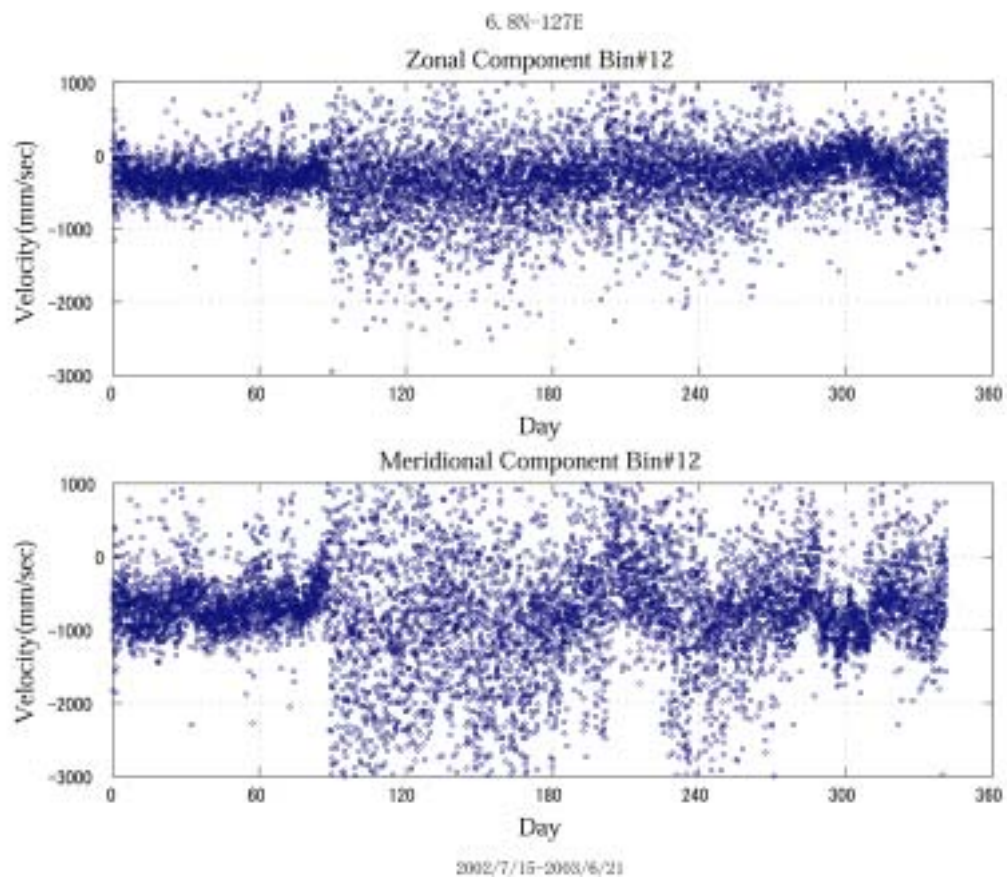 6.8N-127E
Zonal Component Bin#12
1000
0
-1000
-2000
-3000
Velocity(mm/sec)
0 60 120 180 240 300 360
Day
Meridional Component Bin#12
1000
0
-1000
-2000
-3000
Velocity(mm/sec)
0 60 120 180 240 300 360
Day
2002/7/15-2003/6/21